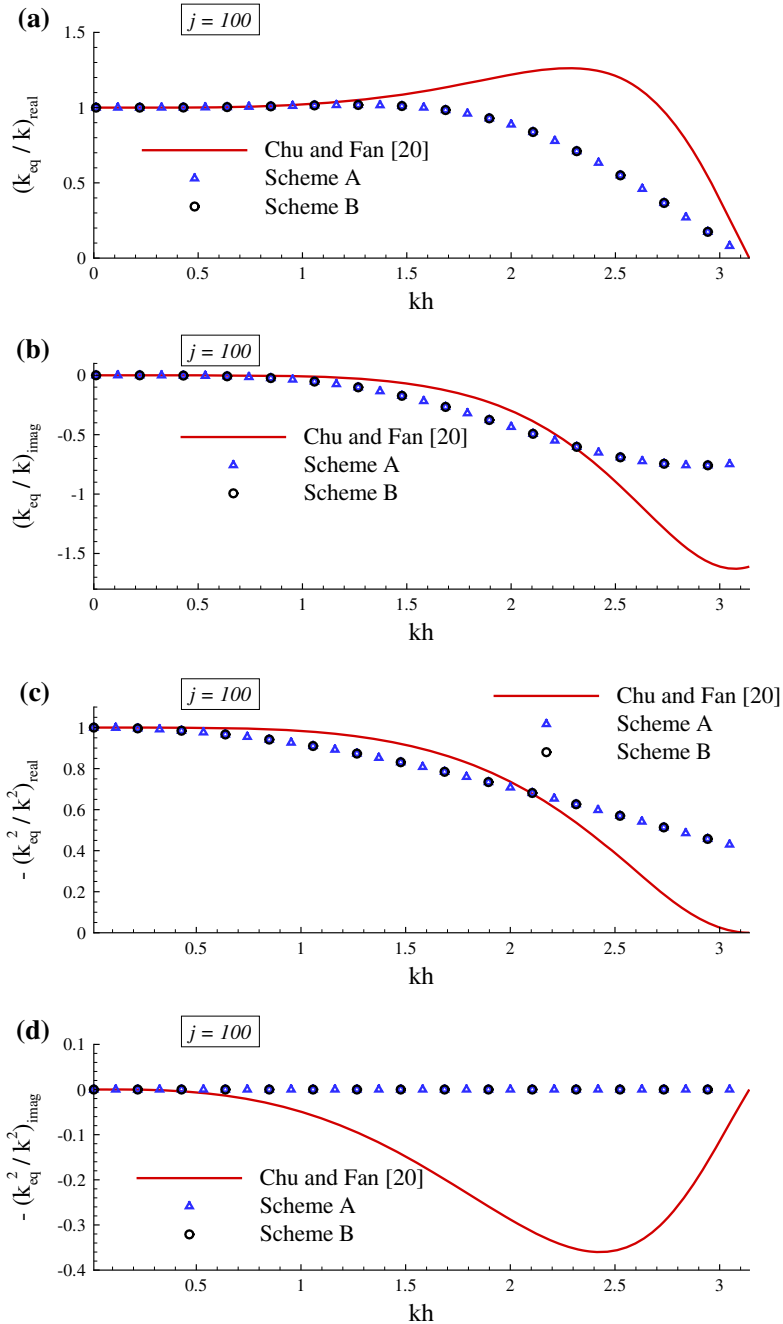 (a)
j = 100
1.5
1
0.5
0
(k_eq / k)_real
Chu and Fan [20]
Scheme A
Scheme B
0 0.5 1 1.5 2 2.5 3
kh
(b)
j = 100
0
-0.5
-1
-1.5
(k_eq / k)_imag
Chu and Fan [20]
Scheme A
Scheme B
0 0.5 1 1.5 2 2.5 3
kh
(c)
j = 100
Chu and Fan [20]
Scheme A
Scheme B
1
0.8
0.6
0.4
0.2
0
- (k_eq^2 / k^2)_real
0.5 1 1.5 2 2.5 3
kh
(d)
j = 100
0.1
0
-0.1
-0.2
-0.3
-0.4
- (k_eq^2 / k^2)_imag
Chu and Fan [20]
Scheme A
Scheme B
0.5 1 1.5 2 2.5 3
kh